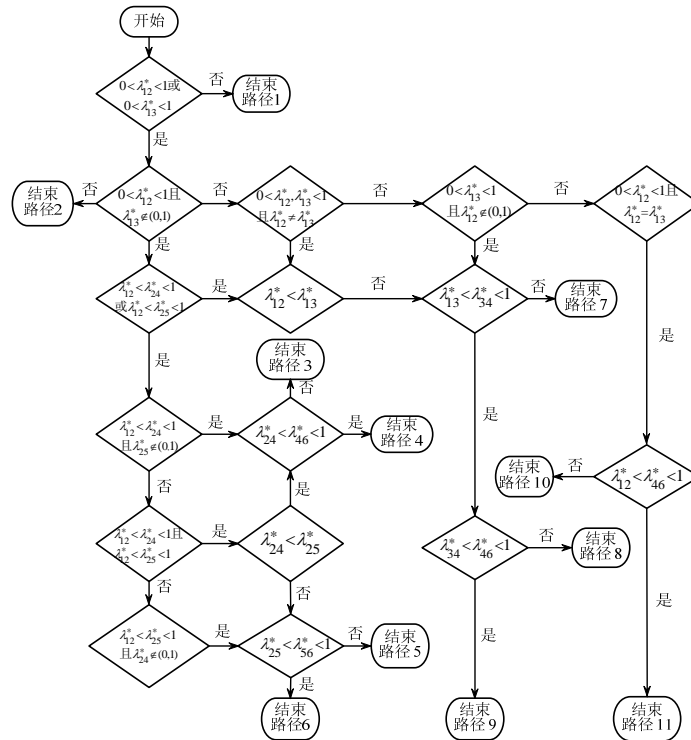 开始
0<λ*12<1或
0<λ*13<1
否
结束
路径1
是
结束
路径2
否
0<λ*12<1且
λ*13∉(0,1)
否
0<λ*12,λ*13<1
且λ*12≠λ*13
否
0<λ*13<1
且λ*12∉(0,1)
否
0<λ*12<1且
λ*12=λ*13
是
是
是
λ*12<λ*24<1
或λ*12<λ*25<1
是
λ*12<λ*13
否
λ*13<λ*34<1
否
结束
路径 7
是
是
结束
路径 3
否
是
λ*12<λ*24<1
且λ*25∉(0,1)
是
λ*24<λ*46<1
是
结束
路径 4
否
是
结束
路径 10
否
λ*12<λ*46<1
λ*12<λ*24<1且
λ*12<λ*25<1
是
λ*24<λ*25
λ*34<λ*46<1
否
结束
路径 8
否
否
是
λ*12<λ*25<1
且λ*24∉(0,1)
是
λ*25<λ*56<1
否
结束
路径 5
是
是
结束
路径6
结束
路径 9
结束
路径 11